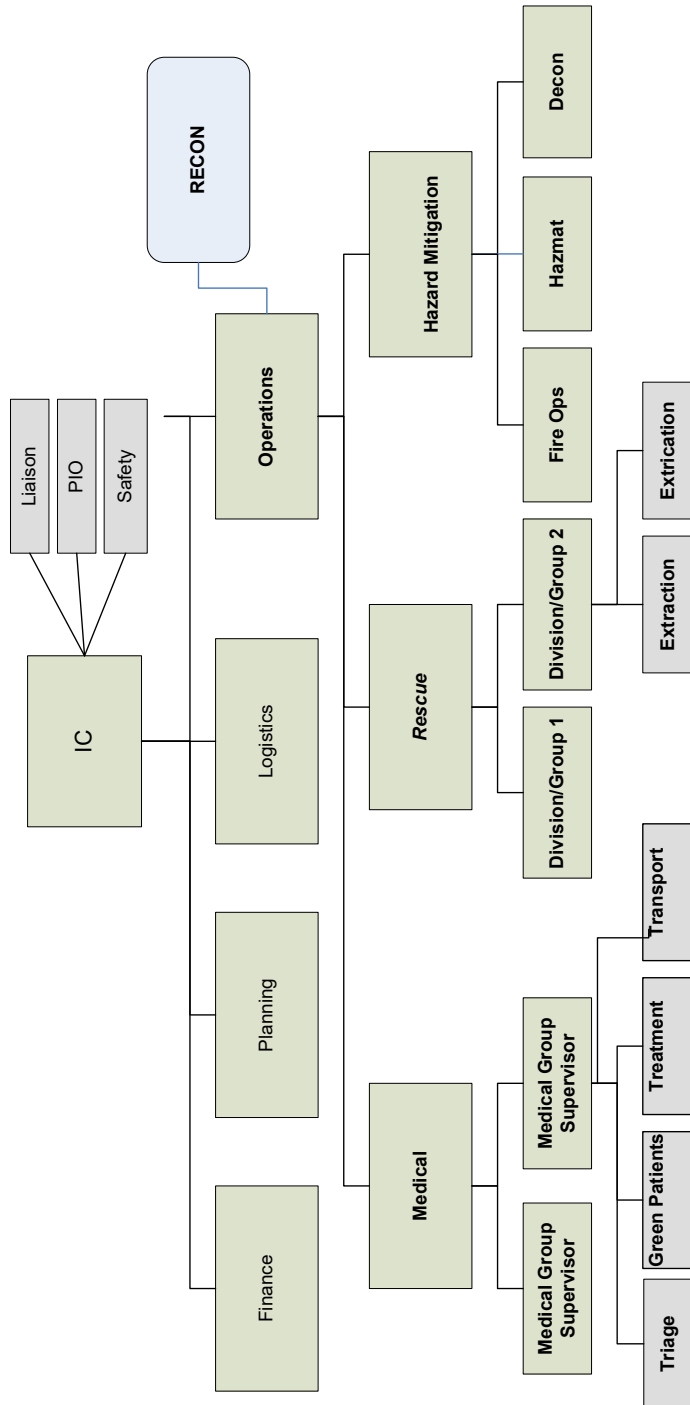 Liaison
PIO
Safety
IC
RECON
Finance
Planning
Logistics
Operations
Medical
Rescue
Hazard Mitigation
Medical Group
Supervisor
Medical Group
Supervisor
Division/Group 1
Division/Group 2
Fire Ops
Hazmat
Decon
Triage
Green Patients
Treatment
Transport
Extraction
Extrication